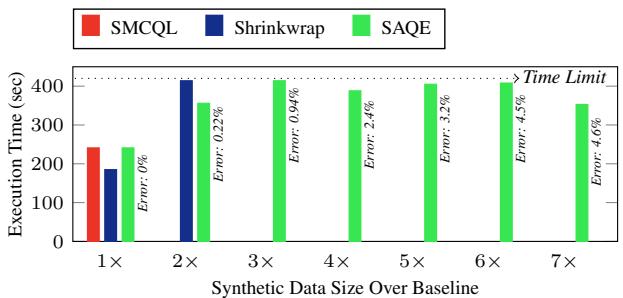 SMCQL Shrinkwrap SAQE
Time Limit
400
300
200
100
0
Execution Time (sec)
Error: 0%
Error: 0.22%
Error: 0.94%
Error: 2.4%
Error: 3.2%
Error: 4.5%
Error: 4.6%
1× 2× 3× 4× 5× 6× 7×
Synthetic Data Size Over Baseline